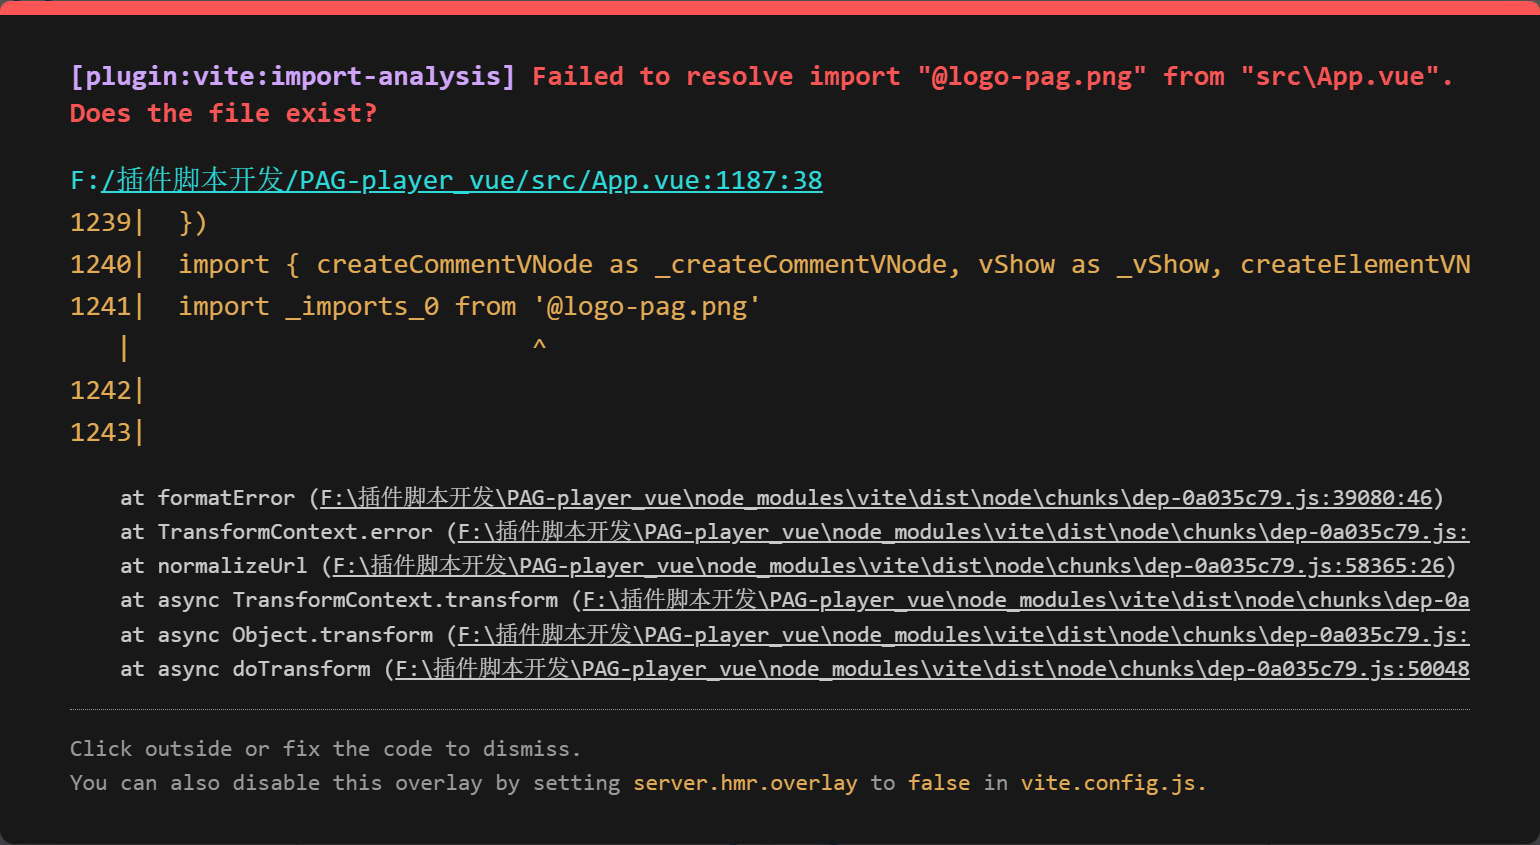 [plugin:vite:import-analysis] Failed to resolve import "@logo-pag.png" from "src\App.vue".
Does the file exist?
F:/插件脚本开发/PAG-player_vue/src/App.vue:1187:38
1239|  })
1240|  import { createCommentVNode as _createCommentVNode, vShow as _vShow, createElementVN
1241|  import _imports_0 from '@logo-pag.png'
   |                          ^
1242|
1243|
at formatError (F:\插件脚本开发\PAG-player_vue\node_modules\vite\dist\node\chunks\dep-0a035c79.js:39080:46)
at TransformContext.error (F:\插件脚本开发\PAG-player_vue\node_modules\vite\dist\node\chunks\dep-0a035c79.js:
at normalizeUrl (F:\插件脚本开发\PAG-player_vue\node_modules\vite\dist\node\chunks\dep-0a035c79.js:58365:26)
at async TransformContext.transform (F:\插件脚本开发\PAG-player_vue\node_modules\vite\dist\node\chunks\dep-0a
at async Object.transform (F:\插件脚本开发\PAG-player_vue\node_modules\vite\dist\node\chunks\dep-0a035c79.js:
at async doTransform (F:\插件脚本开发\PAG-player_vue\node_modules\vite\dist\node\chunks\dep-0a035c79.js:50048
Click outside or fix the code to dismiss.
You can also disable this overlay by setting server.hmr.overlay to false in vite.config.js.